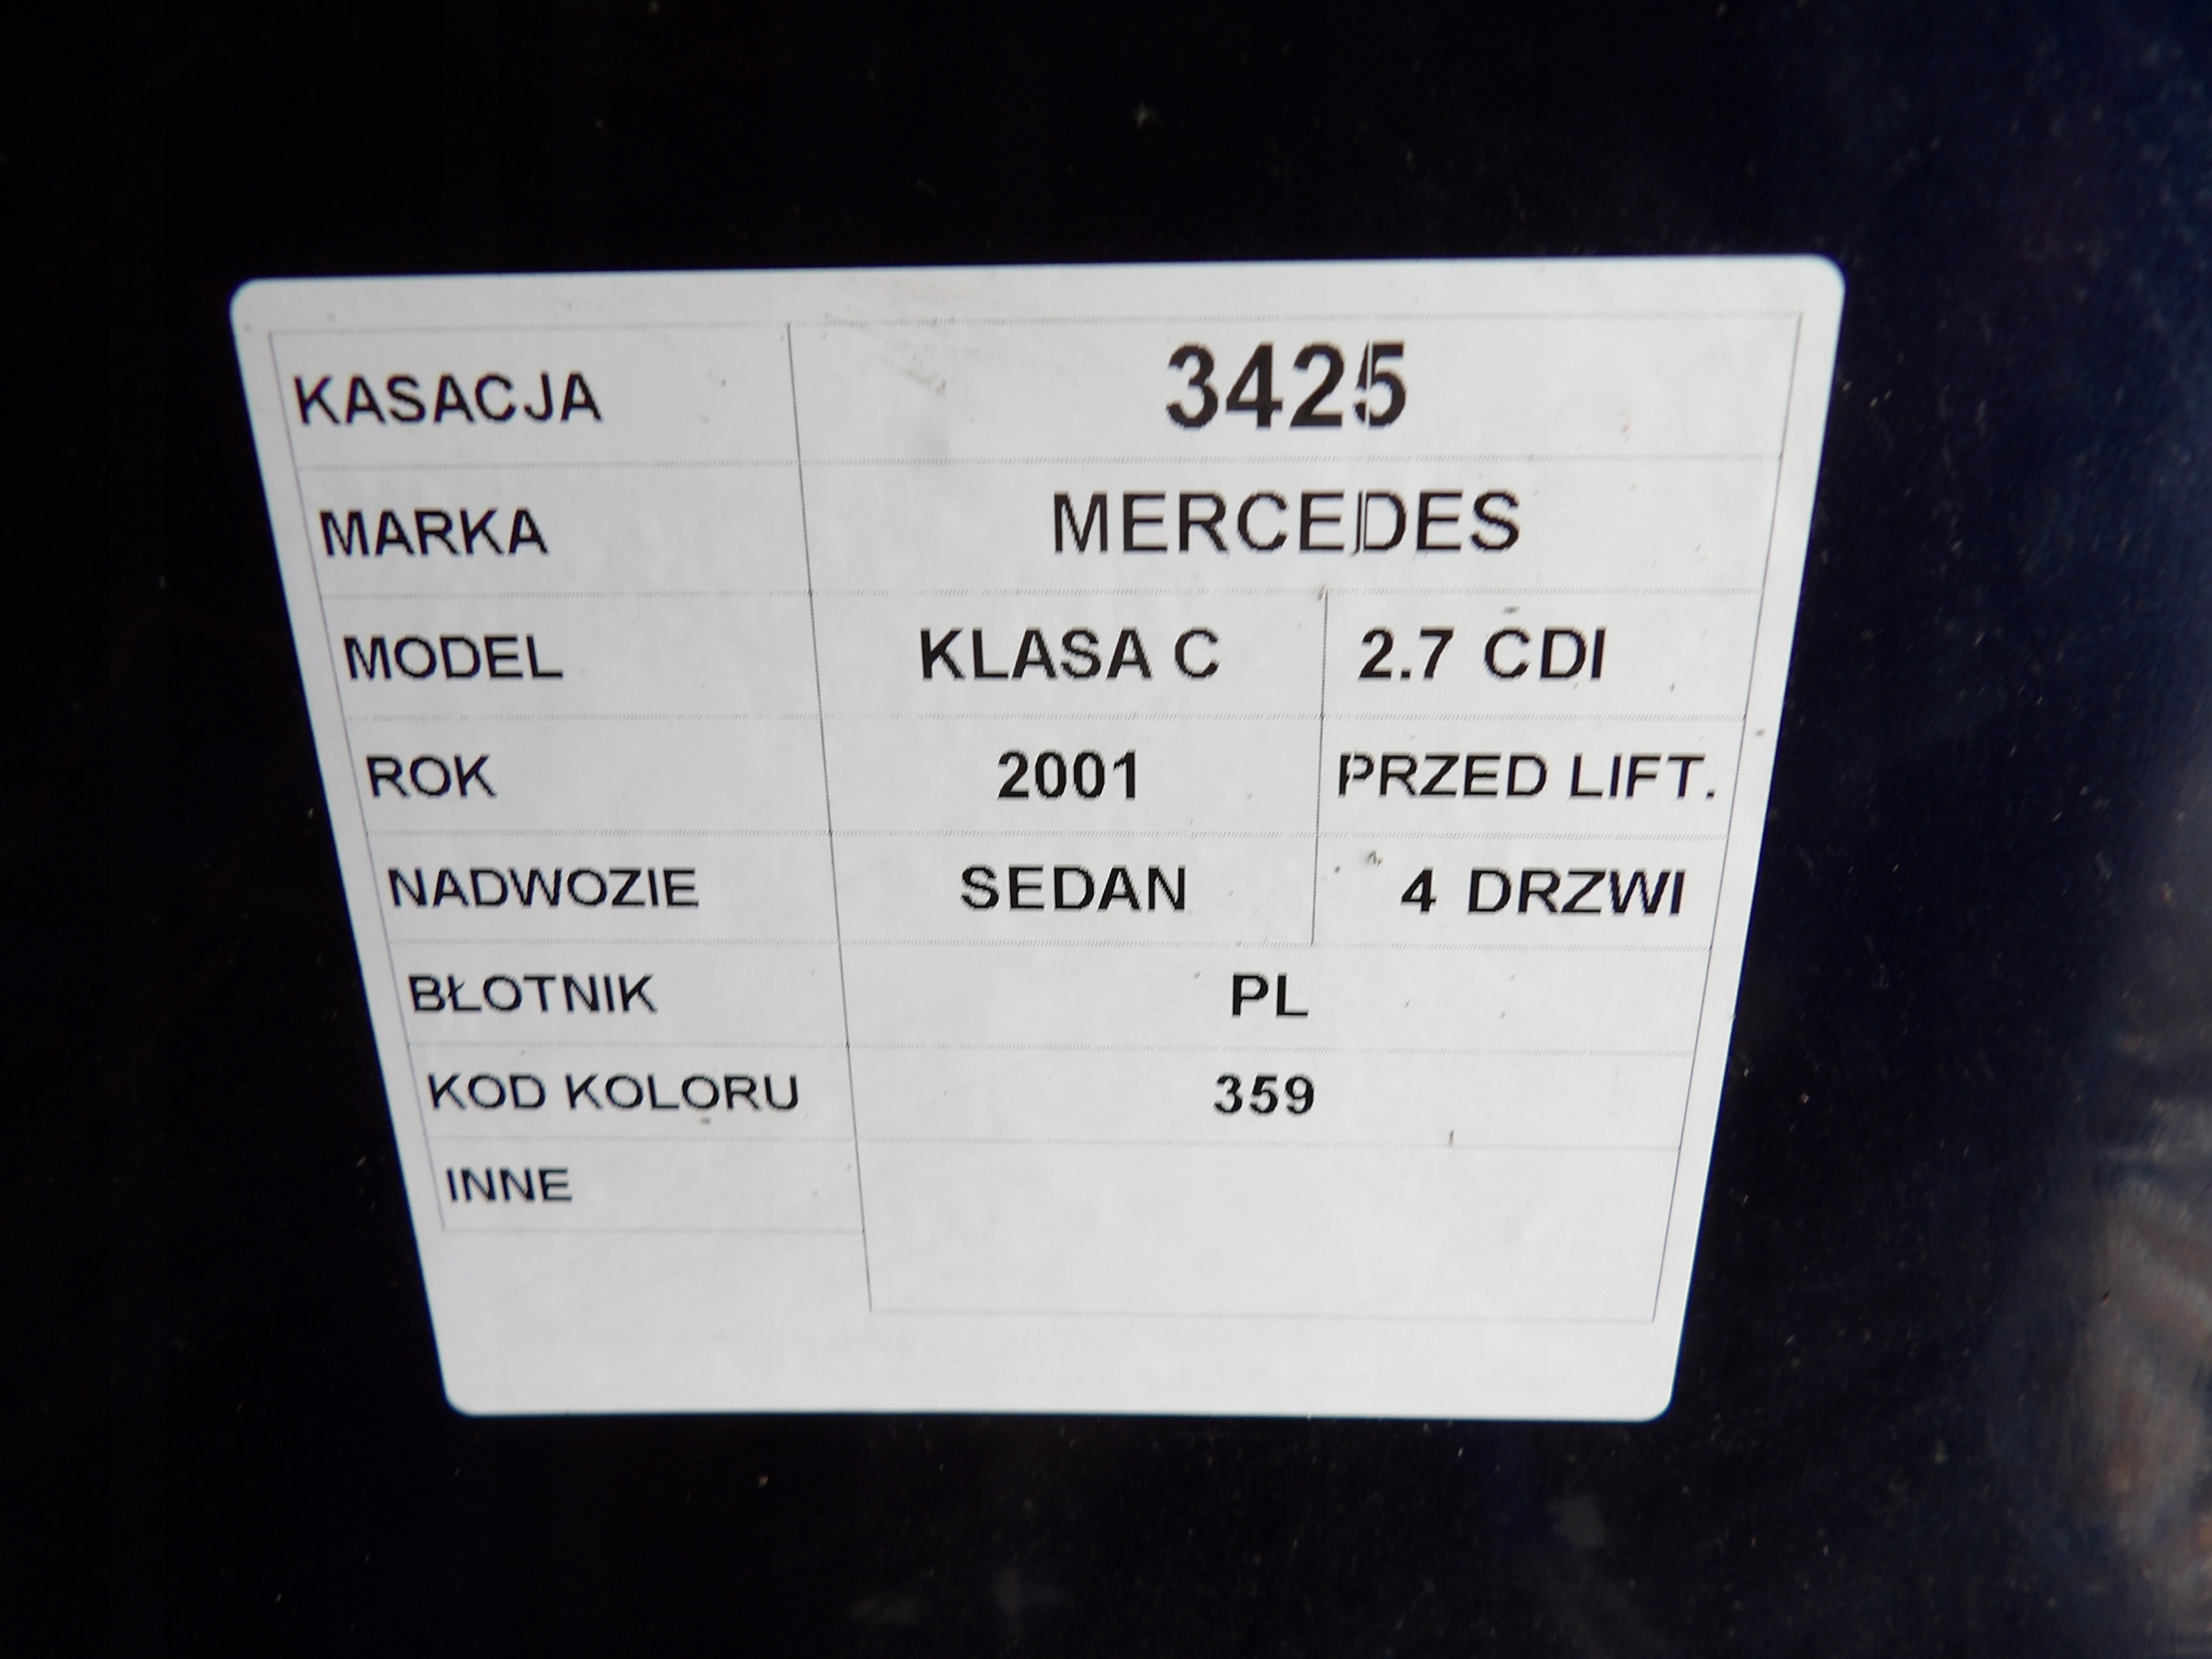 KASACJA 3425
MARKA MERCEDES
MODEL KLASA C 2.7 CDI
ROK 2001 PRZED LIFT.
NADWOZIE SEDAN 4 DRZWI
BŁOTNIK PL
KOD KOLORU 359
INNE